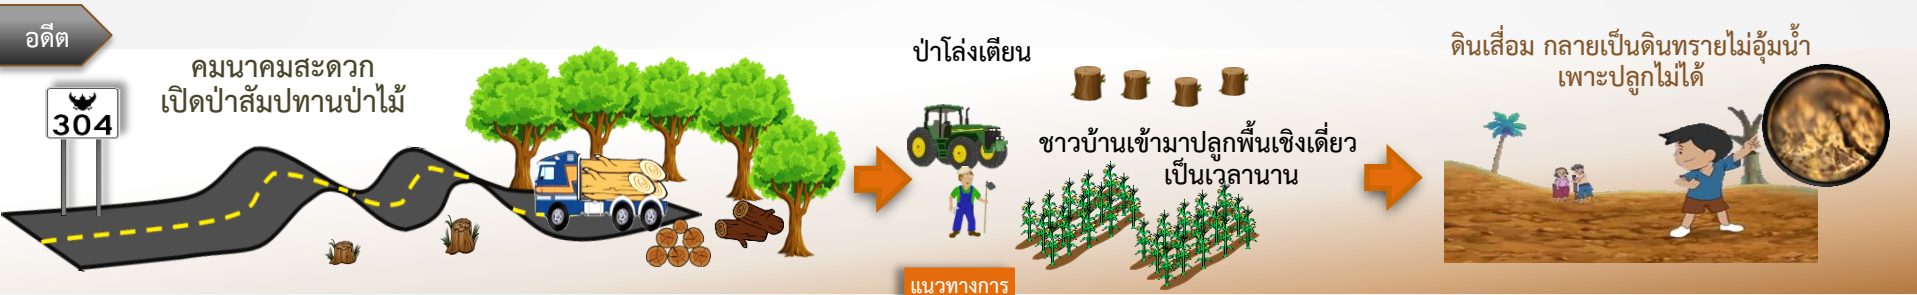 อดีต
คมนาคมสะดวก
เปิดป่าสัมปทานป่าไม้
304
ป่าโล่งเตียน
ชาวบ้านเข้ามาปลูกพื้นเชิงเดี่ยว
เป็นเวลานาน
ดินเสื่อม กลายเป็นดินทรายไม่อุ้มน้ำ
เพาะปลูกไม่ได้
แนวทางการ